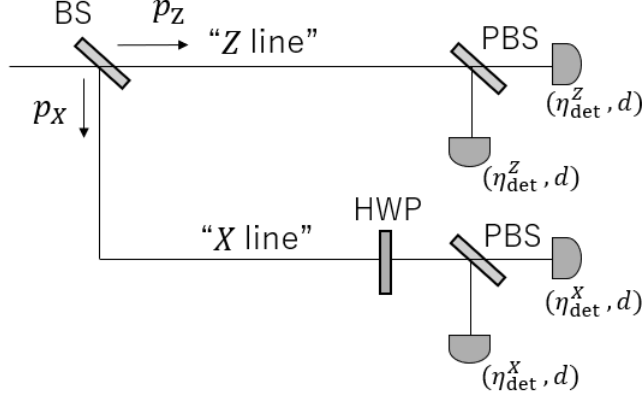 BS
p_Z
"Z line"
PBS
(η_det^Z, d)
p_X
(η_det^Z, d)
HWP
"X line"
PBS
(η_det^X, d)
(η_det^X, d)